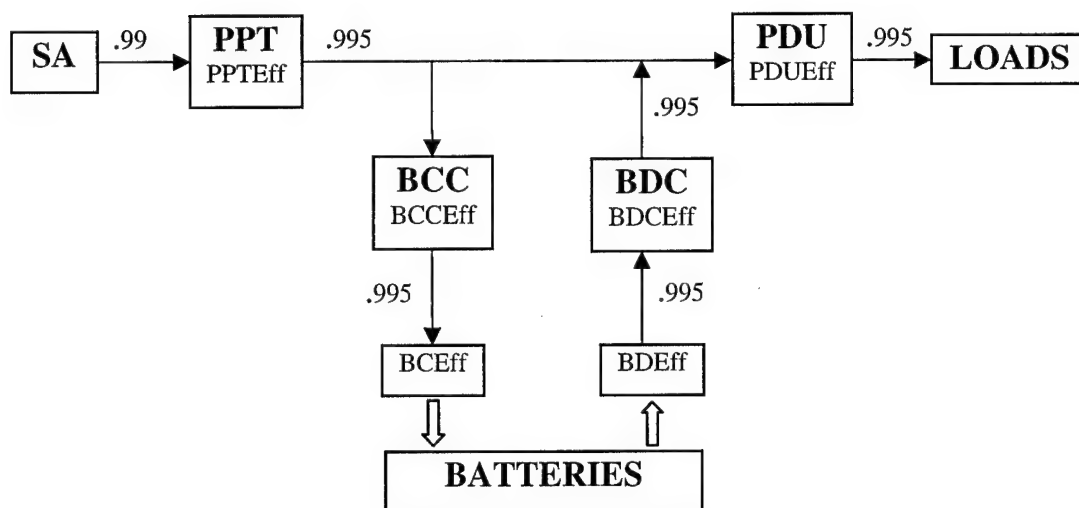 .99
SA
PPT
PPTEff
.995
PDU
PDUEff
.995
LOADS
.995
BCC
BCCEff
BDC
BDCEff
.995
.995
BCEff
BDEff
BATTERIES